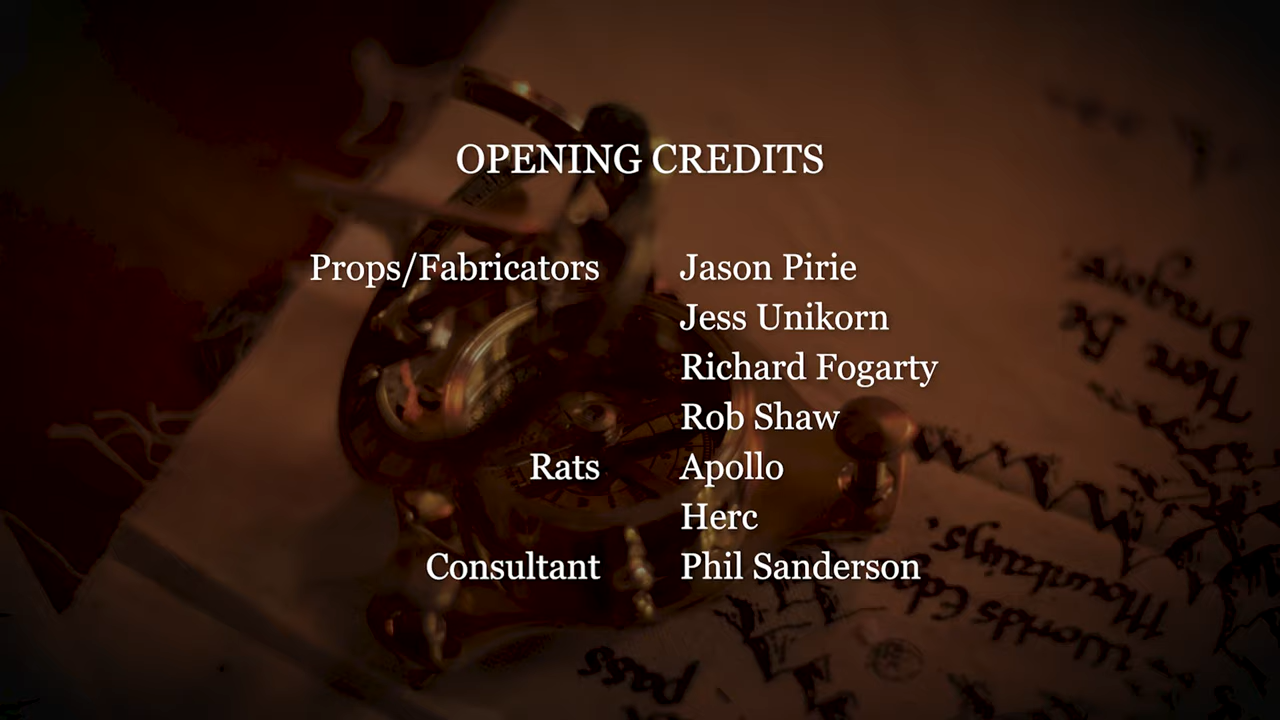 OPENING CREDITS
Props/Fabricators Jason Pirie
Jess Unikorn
Richard Fogarty
Rob Shaw
Rats Apollo
Herc
Consultant Phil Sanderson
Here Be
Dragons
Worlds Edge
Mountains.
pass